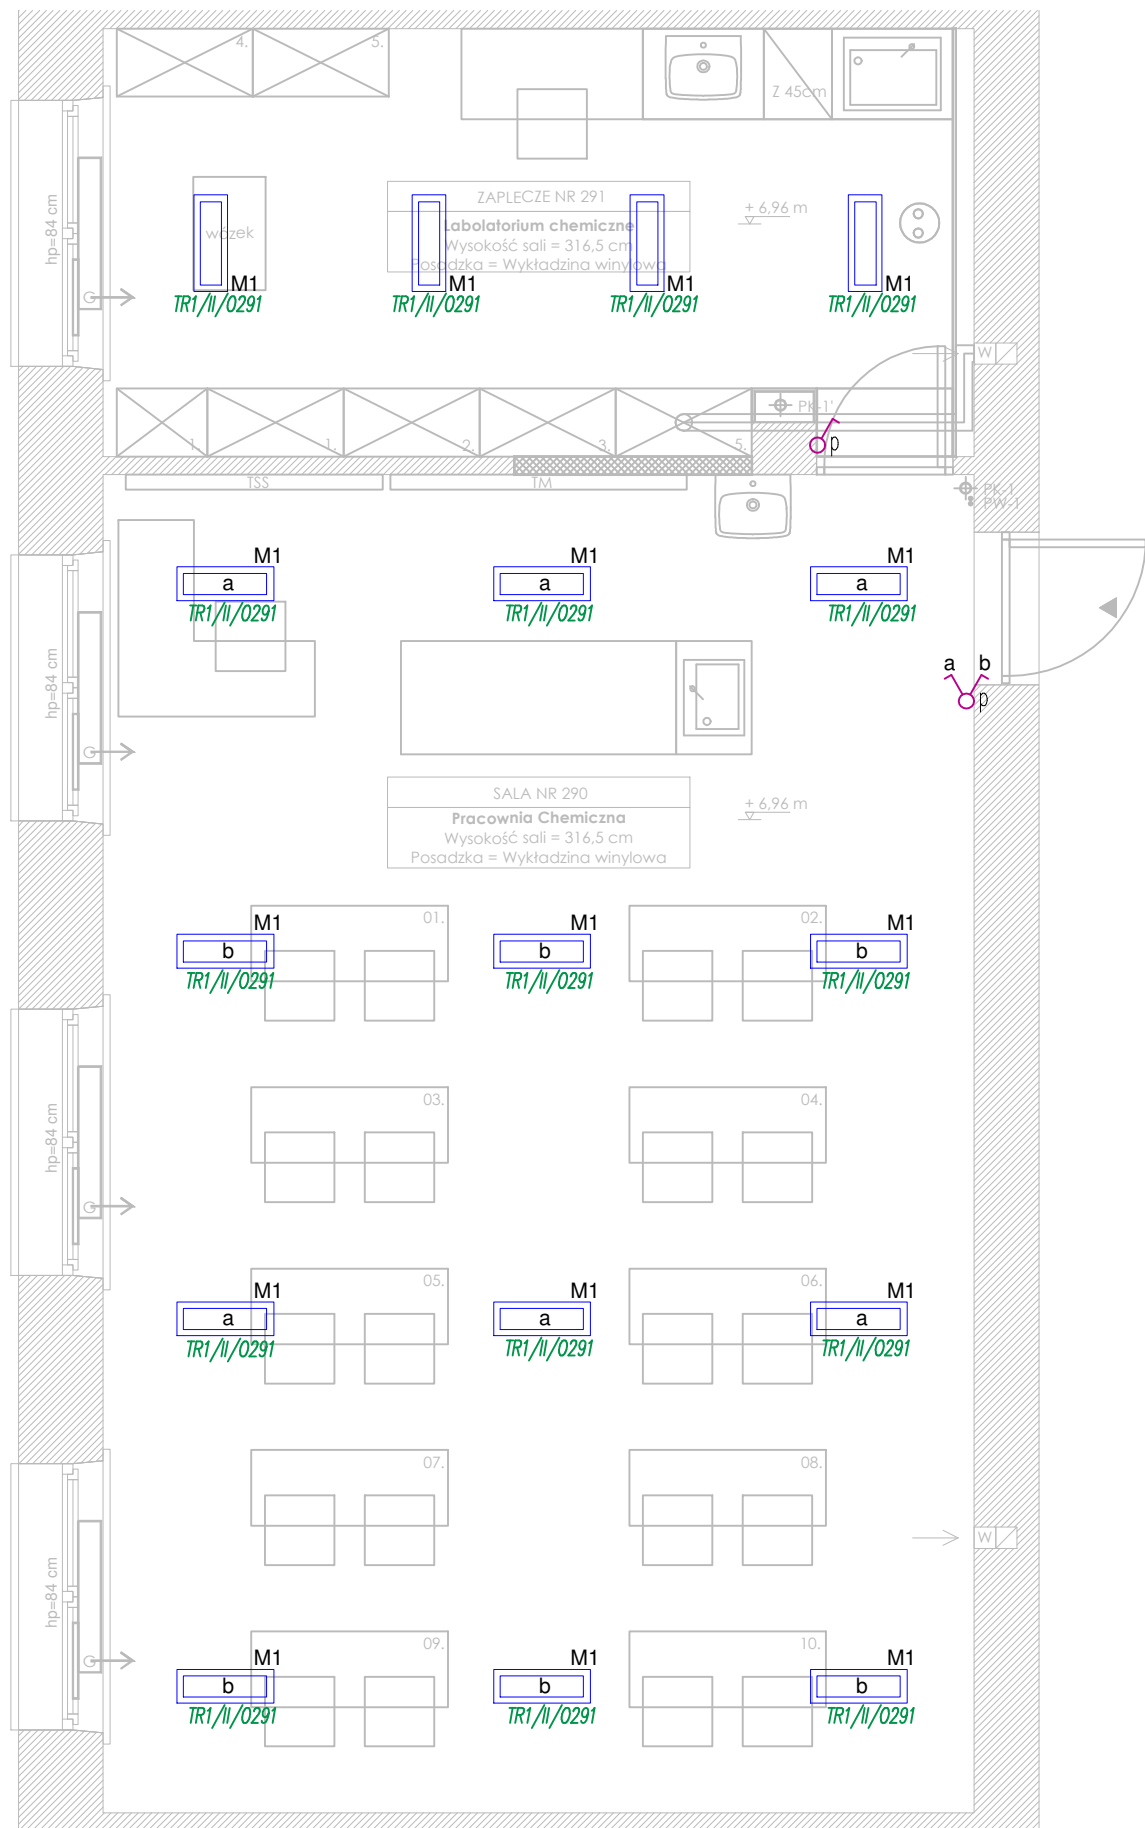 4.
5.
Z 45cm
hp=84 cm
ZAPLECZE NR 291
Labolatorium chemiczne
Wysokość sali = 316,5 cm
Posadzka = Wykładzina winylowa
+ 6,96 m
wózek
G
M1
M1
M1
M1
TR1/II/0291
TR1/II/0291
TR1/II/0291
TR1/II/0291
W
PK-1'
1.
1.
2.
3.
5.
p
TSS
TM
PK-1
PW-1
M1
M1
M1
a
a
a
TR1/II/0291
TR1/II/0291
TR1/II/0291
hp=84 cm
a
b
p
G
SALA NR 290
Pracownia Chemiczna
Wysokość sali = 316,5 cm
Posadzka = Wykładzina winylowa
+ 6,96 m
01.
02.
M1
M1
M1
b
b
b
TR1/II/0291
TR1/II/0291
TR1/II/0291
03.
04.
hp=84 cm
G
05.
06.
M1
M1
M1
a
a
a
TR1/II/0291
TR1/II/0291
TR1/II/0291
07.
08.
W
hp=84 cm
G
09.
10.
M1
M1
M1
b
b
b
TR1/II/0291
TR1/II/0291
TR1/II/0291